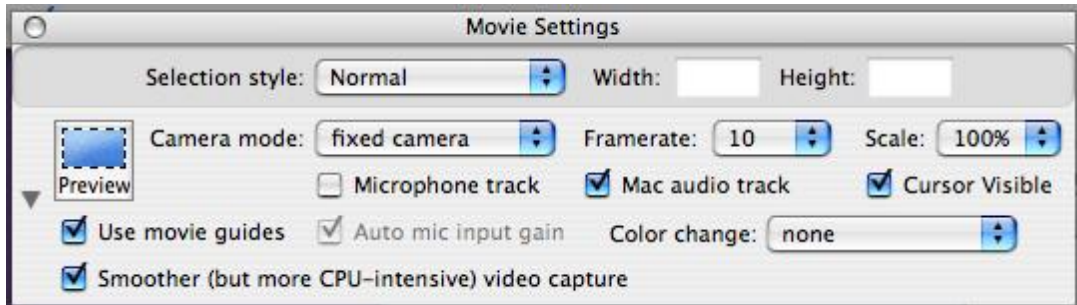 Movie Settings
Selection style: Normal Width: Height:
Camera mode: fixed camera Framerate: 10 Scale: 100%
Preview
Microphone track Mac audio track Cursor Visible
Use movie guides Auto mic input gain Color change: none
Smoother (but more CPU-intensive) video capture